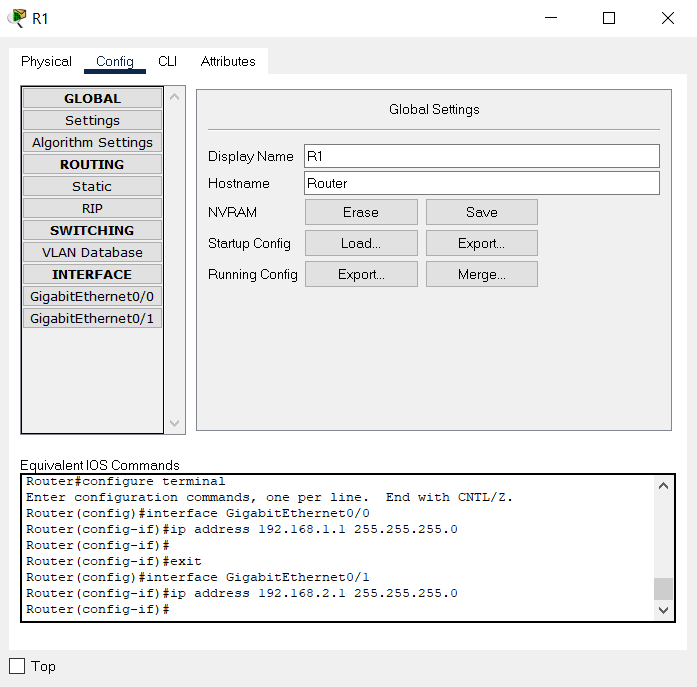 R1
Physical Config CLI Attributes
GLOBAL
Settings
Algorithm Settings
ROUTING
Static
RIP
SWITCHING
VLAN Database
INTERFACE
GigabitEthernet0/0
GigabitEthernet0/1
Global Settings
Display Name R1
Hostname Router
NVRAM Erase Save
Startup Config Load... Export...
Running Config Export... Merge...
Equivalent IOS Commands
Router#configure terminal
Enter configuration commands, one per line.  End with CNTL/Z.
Router(config)#interface GigabitEthernet0/0
Router(config-if)#ip address 192.168.1.1 255.255.255.0
Router(config-if)#
Router(config-if)#exit
Router(config)#interface GigabitEthernet0/1
Router(config-if)#ip address 192.168.2.1 255.255.255.0
Router(config-if)#
Top